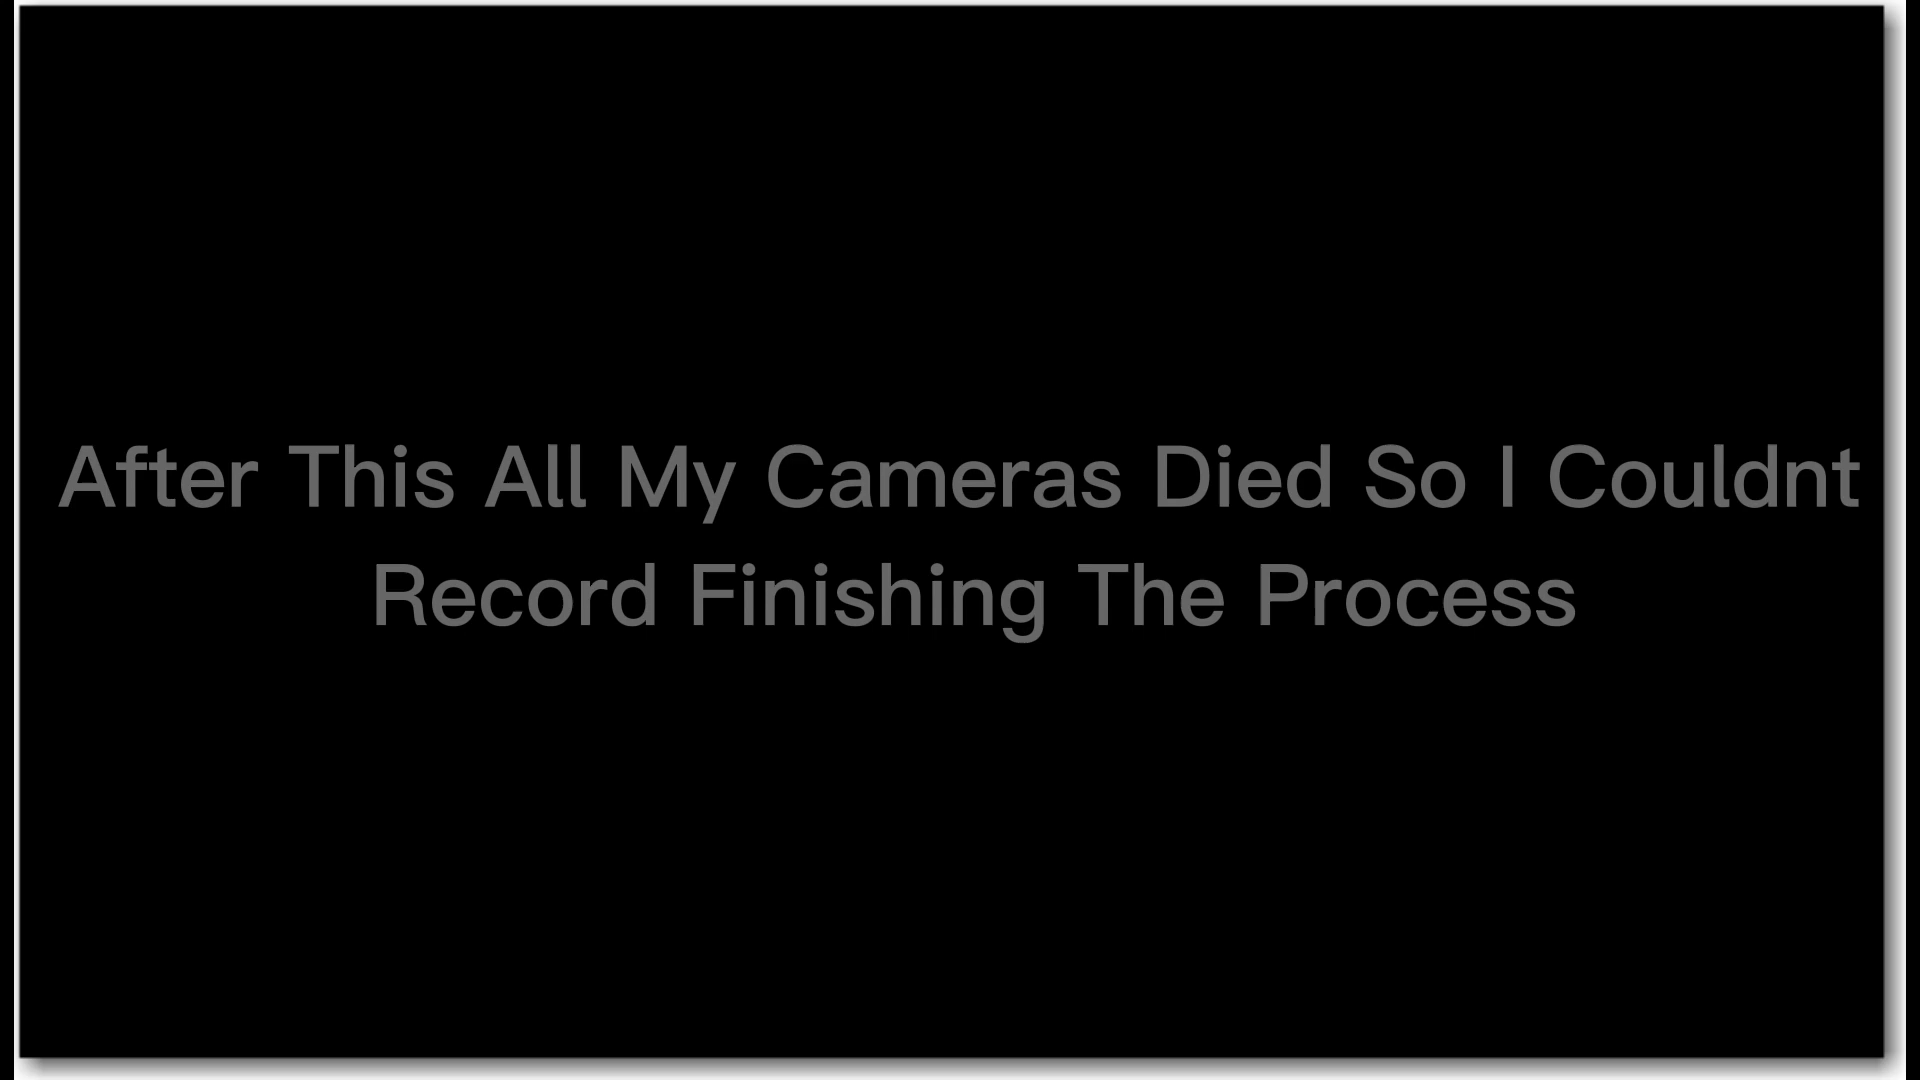 After This All My Cameras Died So I Couldnt
Record Finishing The Process